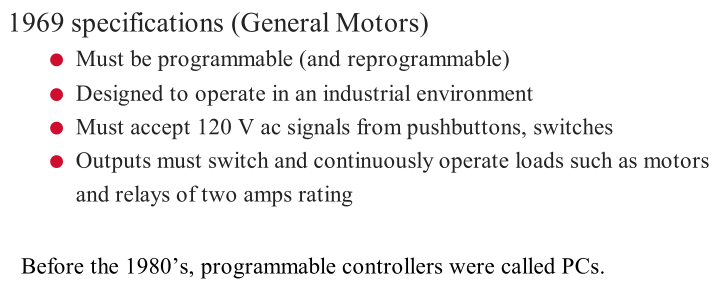 1969 specifications (General Motors)
Must be programmable (and reprogrammable)
Designed to operate in an industrial environment
Must accept 120 V ac signals from pushbuttons, switches
Outputs must switch and continuously operate loads such as motors
and relays of two amps rating
Before the 1980’s, programmable controllers were called PCs.